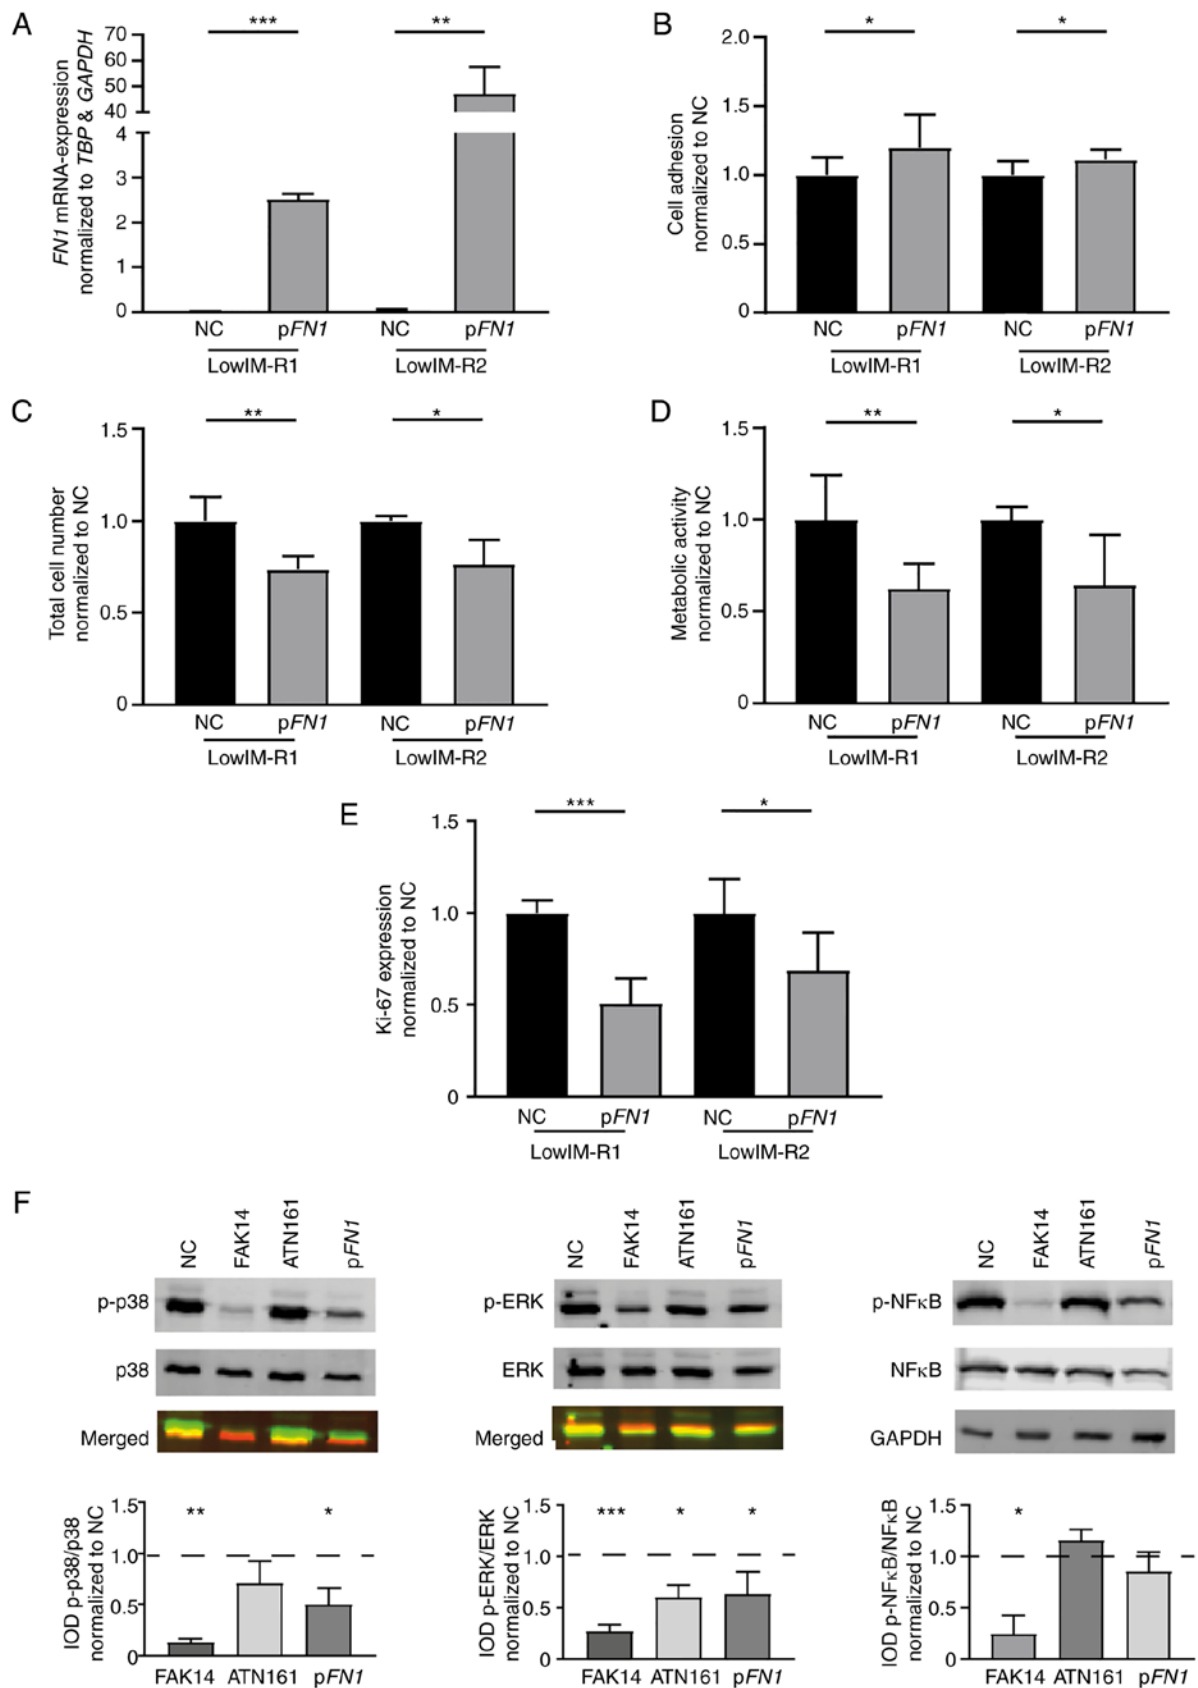 A
FN1 mRNA-expression
normalized to TBP & GAPDH
70
60
50
40
4
3
2
1
0
*** **
NC pFN1 NC pFN1
LowIM-R1 LowIM-R2
B
Cell adhesion
normalized to NC
2.0
1.5
1.0
0.5
0
* *
NC pFN1 NC pFN1
LowIM-R1 LowIM-R2
C
Total cell number
normalized to NC
1.5
1.0
0.5
0
** *
NC pFN1 NC pFN1
LowIM-R1 LowIM-R2
D
Metabolic activity
normalized to NC
1.5
1.0
0.5
0
** *
NC pFN1 NC pFN1
LowIM-R1 LowIM-R2
E
Ki-67 expression
normalized to NC
1.5
1.0
0.5
0
*** *
NC pFN1 NC pFN1
LowIM-R1 LowIM-R2
F
NC FAK14 ATN161 pFN1
p-p38
p38
Merged
IOD p-p38/p38
normalized to NC
1.5
1.0
0.5
0
** *
FAK14 ATN161 pFN1
NC FAK14 ATN161 pFN1
p-ERK
ERK
Merged
IOD p-ERK/ERK
normalized to NC
1.5
1.0
0.5
0
*** * *
FAK14 ATN161 pFN1
NC FAK14 ATN161 pFN1
p-NFκB
NFκB
GAPDH
IOD p-NFκB/NFκB
normalized to NC
1.5
1.0
0.5
0
*
FAK14 ATN161 pFN1